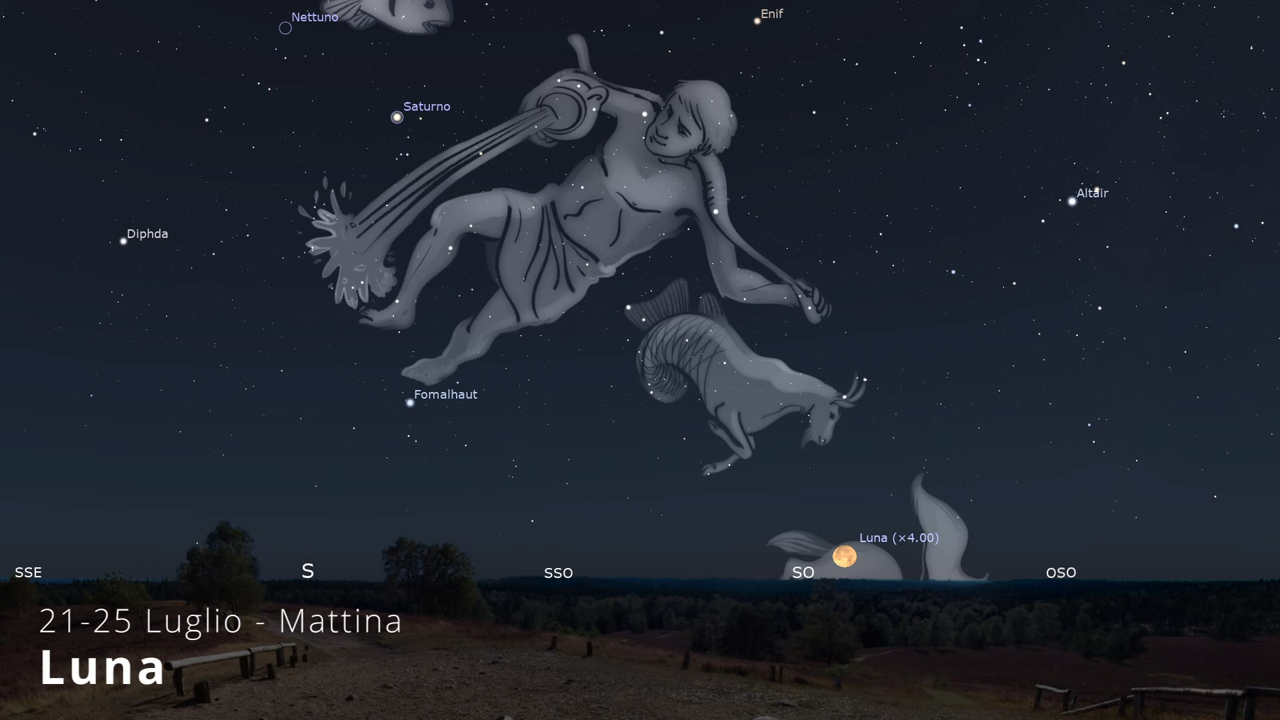 Nettuno
Enif
Saturno
Altair
Diphda
Fomalhaut
Luna (×4.00)
SSE
S
SSO
SO
OSO
21-25 Luglio - Mattina
Luna